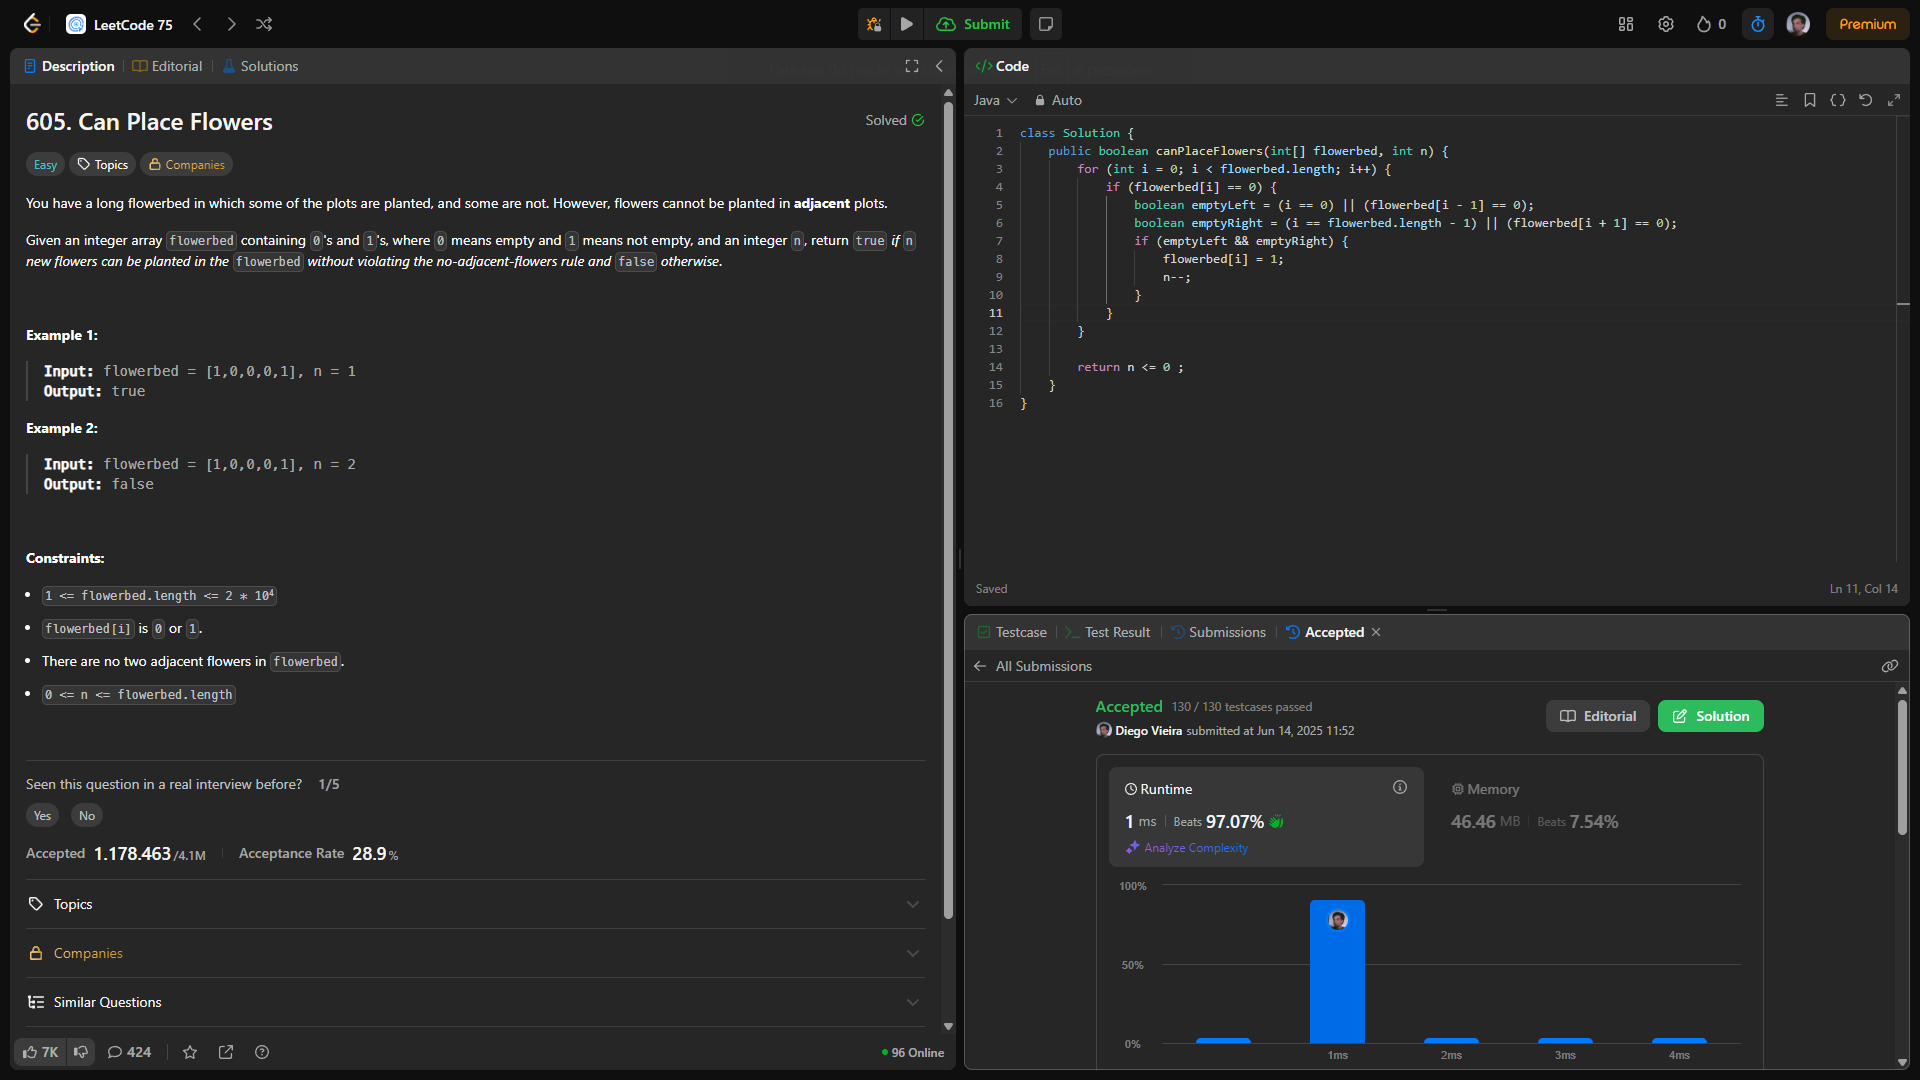 LeetCode 75
Submit
0
Premium
Description
Editorial
Solutions
605. Can Place Flowers
Solved
Easy
Topics
Companies
You have a long flowerbed in which some of the plots are planted, and some are not. However, flowers cannot be planted in adjacent plots.
Given an integer array flowerbed containing 0's and 1's, where 0 means empty and 1 means not empty, and an integer n, return true if n
new flowers can be planted in the flowerbed without violating the no-adjacent-flowers rule and false otherwise.
Example 1:
Input: flowerbed = [1,0,0,0,1], n = 1
Output: true
Example 2:
Input: flowerbed = [1,0,0,0,1], n = 2
Output: false
Constraints:
1 <= flowerbed.length <= 2 * 10⁴
flowerbed[i] is 0 or 1.
There are no two adjacent flowers in flowerbed.
0 <= n <= flowerbed.length
Seen this question in a real interview before? 1/5
Yes
No
Accepted 1.178.463/4.1M
Acceptance Rate 28.9%
Topics
Companies
Similar Questions
7K
424
96 Online
</> Code
Java
Auto
1 class Solution {
2 public boolean canPlaceFlowers(int[] flowerbed, int n) {
3 for (int i = 0; i < flowerbed.length; i++) {
4 if (flowerbed[i] == 0) {
5 boolean emptyLeft = (i == 0) || (flowerbed[i - 1] == 0);
6 boolean emptyRight = (i == flowerbed.length - 1) || (flowerbed[i + 1] == 0);
7 if (emptyLeft && emptyRight) {
8 flowerbed[i] = 1;
9 n--;
10 }
11 }
12 }
13
14 return n <= 0 ;
15 }
16 }
Saved
Ln 11, Col 14
Testcase
Test Result
Submissions
Accepted
All Submissions
Accepted 130 / 130 testcases passed
Diego Vieira submitted at Jun 14, 2025 11:52
Editorial
Solution
Runtime
1 ms
Beats 97.07%
Analyze Complexity
Memory
46.46 MB
Beats 7.54%
100%
50%
0%
1ms
2ms
3ms
4ms